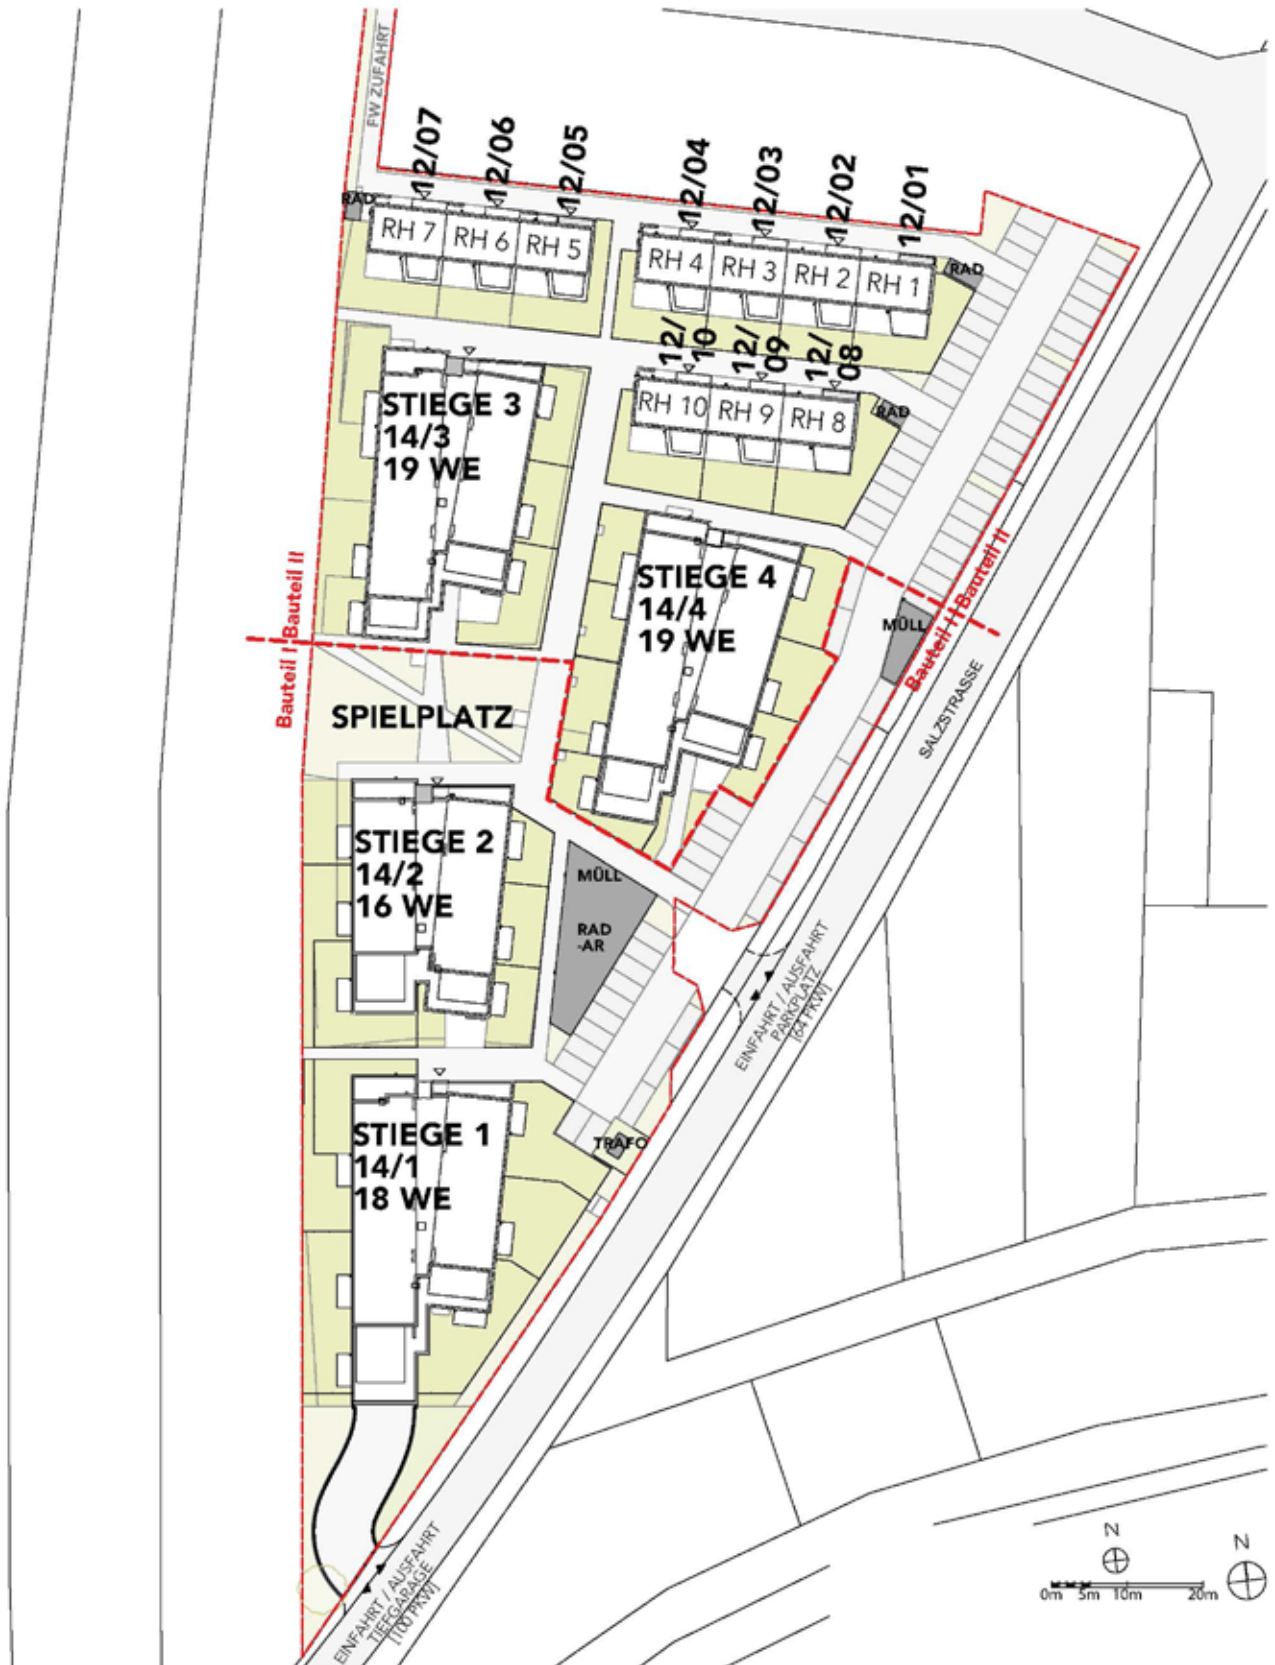 FW ZUFAHRT
12/07
12/06
12/05
12/04
12/03
12/02
12/01
RAD
RH 7
RH 6
RH 5
RH 4
RH 3
RH 2
RH 1
RAD
12/
10
12/
09
12/
08
RH 10
RH 9
RH 8
RAD
STIEGE 3
14/3
19 WE
STIEGE 4
14/4
19 WE
Bauteil II
Bauteil I
Bauteil II
Bauteil I
MÜLL
SALZSTRASSE
SPIELPLATZ
STIEGE 2
14/2
16 WE
MÜLL
RAD
-AR
EINFAHRT / AUSFAHRT
PARKPLATZ
[64 PKW]
STIEGE 1
14/1
18 WE
TRAFO
EINFAHRT / AUSFAHRT
TIEFGARAGE
[100 PKW]
N
N
0m 5m 10m 20m